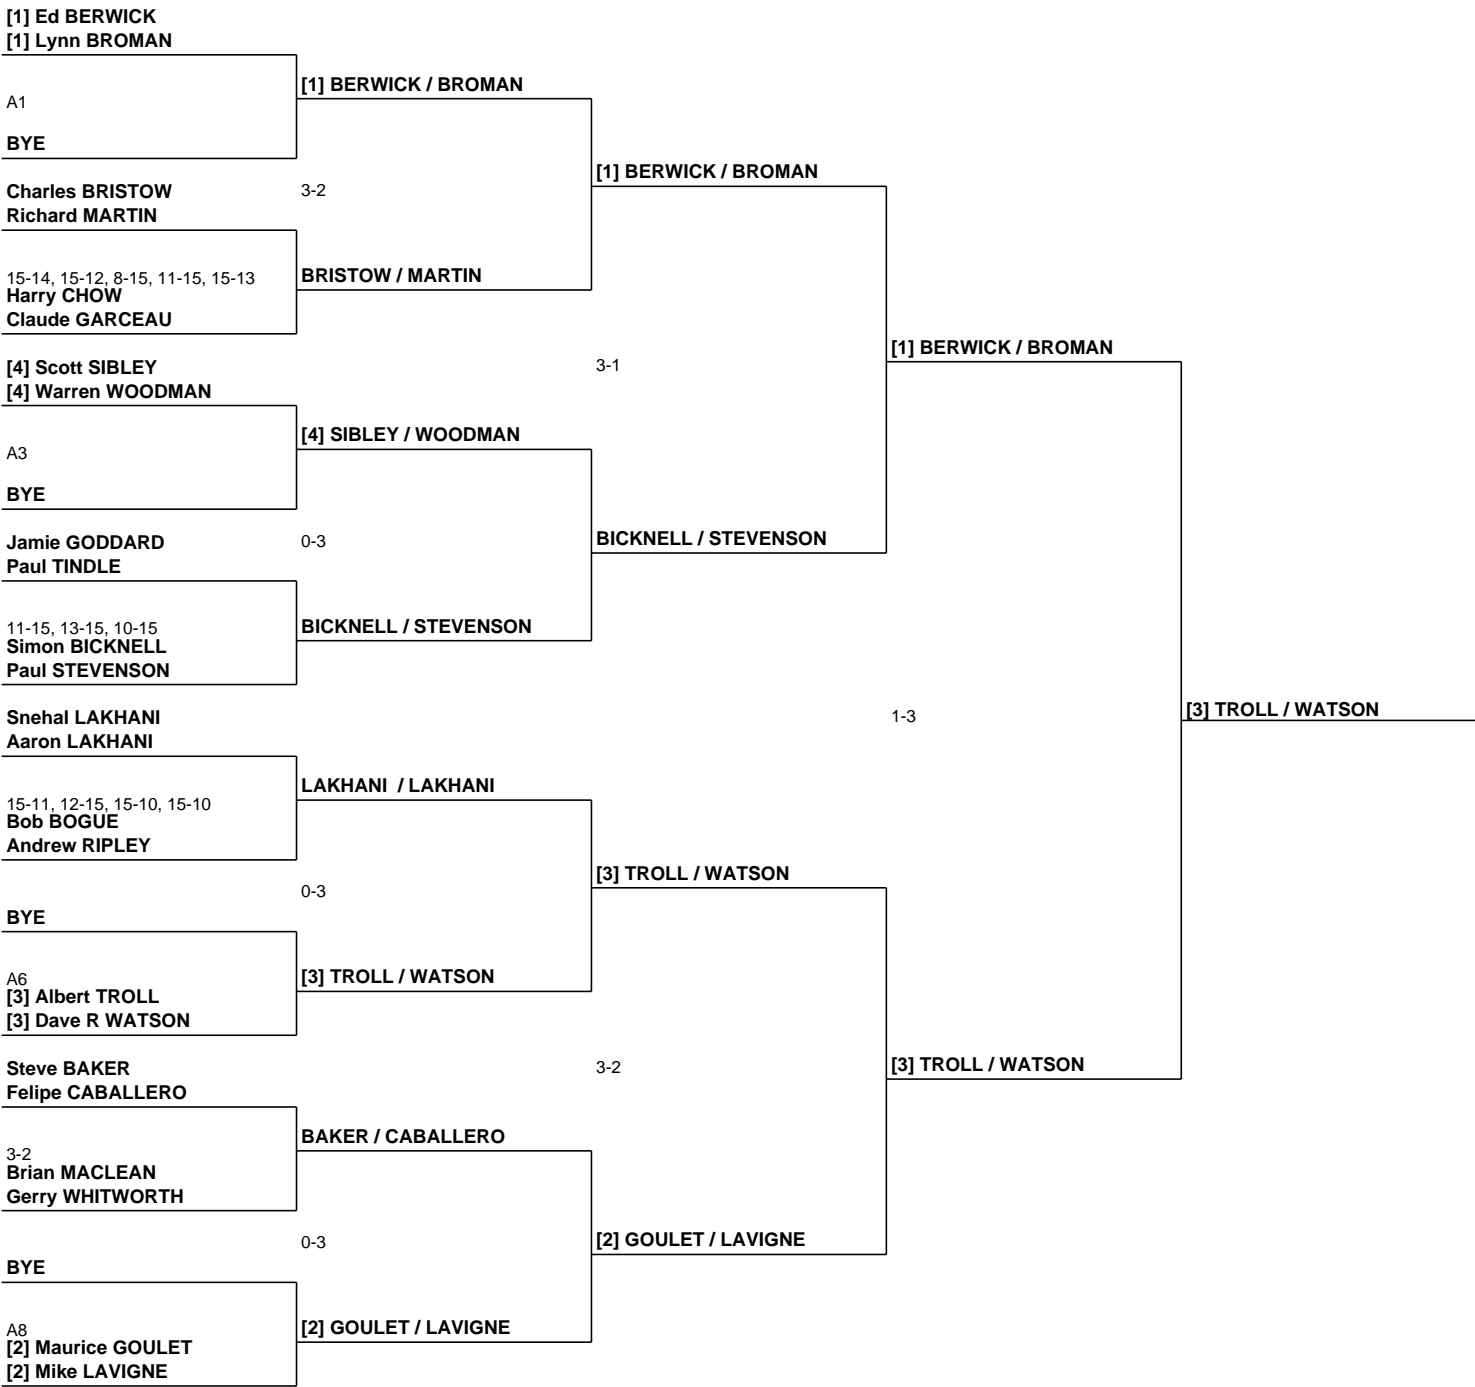 [1] Ed BERWICK
[1] Lynn BROMAN
A1
BYE
[1] BERWICK / BROMAN
Charles BRISTOW
Richard MARTIN
3-2
15-14, 15-12, 8-15, 11-15, 15-13
Harry CHOW
Claude GARCEAU
BRISTOW / MARTIN
[1] BERWICK / BROMAN
[4] Scott SIBLEY
[4] Warren WOODMAN
3-1
A3
BYE
[4] SIBLEY / WOODMAN
Jamie GODDARD
Paul TINDLE
0-3
11-15, 13-15, 10-15
Simon BICKNELL
Paul STEVENSON
BICKNELL / STEVENSON
BICKNELL / STEVENSON
[1] BERWICK / BROMAN
Snehal LAKHANI
Aaron LAKHANI
1-3
[3] TROLL / WATSON
15-11, 12-15, 15-10, 15-10
Bob BOGUE
Andrew RIPLEY
LAKHANI / LAKHANI
0-3
BYE
A6
[3] Albert TROLL
[3] Dave R WATSON
[3] TROLL / WATSON
[3] TROLL / WATSON
Steve BAKER
Felipe CABALLERO
3-2
[3] TROLL / WATSON
3-2
Brian MACLEAN
Gerry WHITWORTH
BAKER / CABALLERO
0-3
BYE
[2] GOULET / LAVIGNE
A8
[2] Maurice GOULET
[2] Mike LAVIGNE
[2] GOULET / LAVIGNE